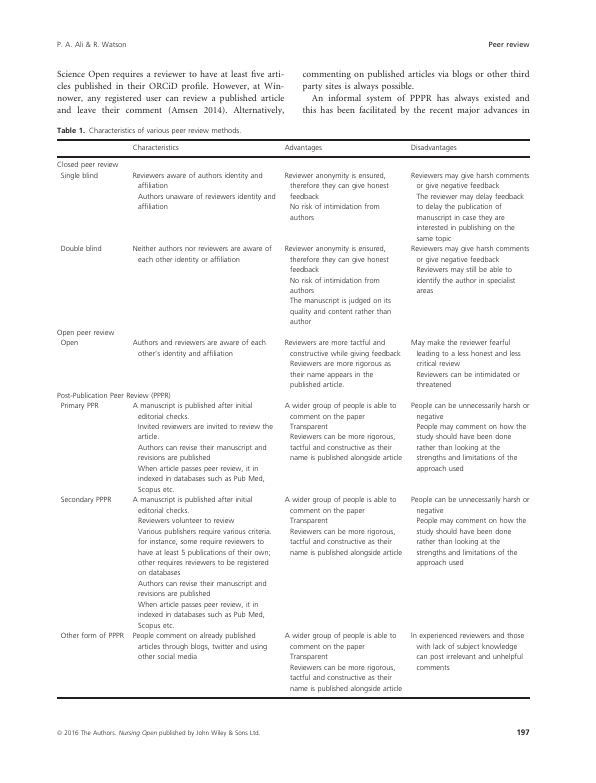 P. A. Ali & R. Watson
Peer review
Science Open requires a reviewer to have at least five arti-
cles published in their ORCiD profile. However, at Win-
nower, any registered user can review a published article
and leave their comment (Amsen 2014). Alternatively,
commenting on published articles via blogs or other third
party sites is always possible.
An informal system of PPPR has always existed and
this has been facilitated by the recent major advances in
Table 1. Characteristics of various peer review methods.
Characteristics
Advantages
Disadvantages
Closed peer review
Single blind
Reviewers aware of authors identity and
affiliation
Authors unaware of reviewers identity and
affiliation
Reviewer anonymity is ensured,
therefore they can give honest
feedback
No risk of intimidation from
authors
Reviewers may give harsh comments
or give negative feedback
The reviewer may delay feedback
to delay the publication of
manuscript in case they are
interested in publishing on the
same topic
Double blind
Neither authors nor reviewers are aware of
each other identity or affiliation
Reviewer anonymity is ensured,
therefore they can give honest
feedback
No risk of intimidation from
authors
The manuscript is judged on its
quality and content rather than
author
Reviewers may give harsh comments
or give negative feedback
Reviewers may still be able to
identify the author in specialist
areas
Open peer review
Open
Authors and reviewers are aware of each
other's identity and affiliation
Reviewers are more tactful and
constructive while giving feedback
Reviewers are more rigorous as
their name appears in the
published article.
May make the reviewer fearful
leading to a less honest and less
critical review
Reviewers can be intimidated or
threatened
Post-Publication Peer Review (PPPR)
Primary PPR
A manuscript is published after initial
editorial checks.
Invited reviewers are invited to review the
article.
Authors can revise their manuscript and
revisions are published
When article passes peer review, it in
indexed in databases such as Pub Med,
Scopus etc.
A wider group of people is able to
comment on the paper
Transparent
Reviewers can be more rigorous,
tactful and constructive as their
name is published alongside article
People can be unnecessarily harsh or
negative
People may comment on how the
study should have been done
rather than looking at the
strengths and limitations of the
approach used
Secondary PPPR
A manuscript is published after initial
editorial checks.
Reviewers volunteer to review
Various publishers require various criteria.
for instance, some require reviewers to
have at least 5 publications of their own;
other requires reviewers to be registered
on databases
Authors can revise their manuscript and
revisions are published
When article passes peer review, it in
indexed in databases such as Pub Med,
Scopus etc.
A wider group of people is able to
comment on the paper
Transparent
Reviewers can be more rigorous,
tactful and constructive as their
name is published alongside article
People can be unnecessarily harsh or
negative
People may comment on how the
study should have been done
rather than looking at the
strengths and limitations of the
approach used
Other form of PPPR
People comment on already published
articles through blogs, twitter and using
other social media
A wider group of people is able to
comment on the paper
Transparent
Reviewers can be more rigorous,
tactful and constructive as their
name is published alongside article
In experienced reviewers and those
with lack of subject knowledge
can post irrelevant and unhelpful
comments
© 2016 The Authors. Nursing Open published by John Wiley & Sons Ltd.
197